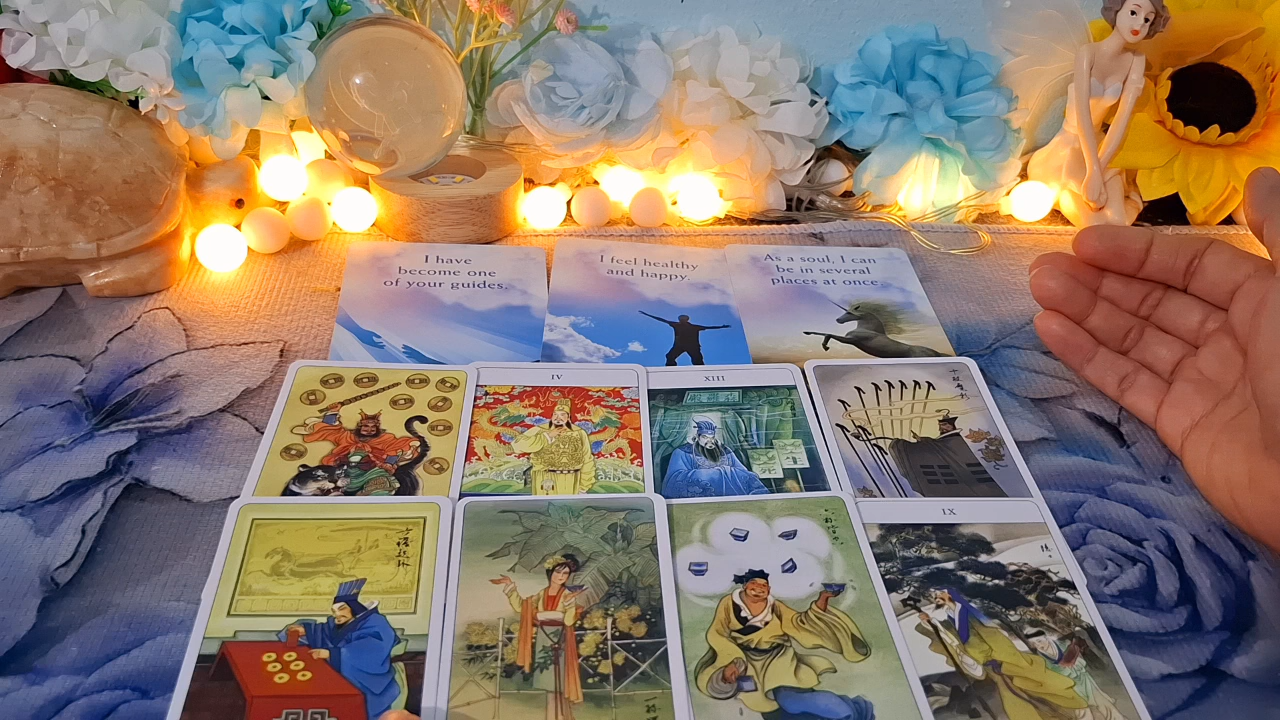 I have
become one
of your guides.
I feel healthy
and happy.
As a soul, I can
be in several
places at once.
IV
XIII
IX